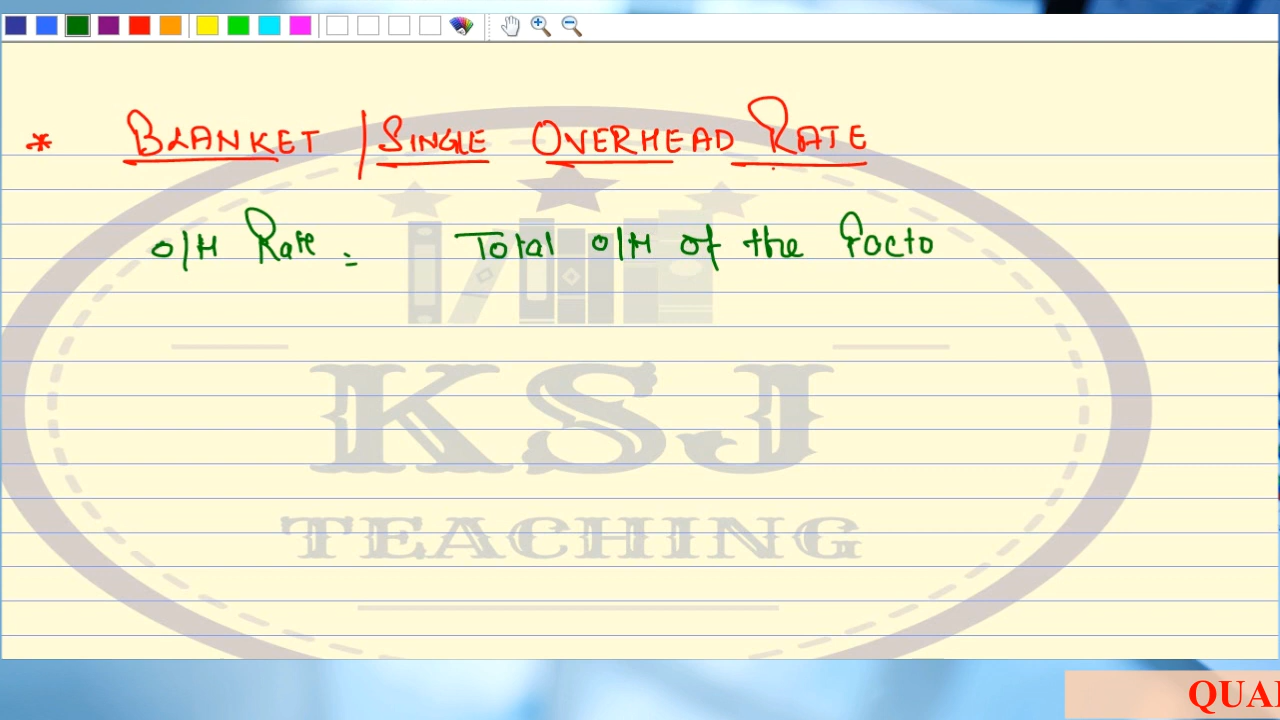 * BLANKET / SINGLE OVERHEAD RATE
O/H Rate = Total O/H of the Facto
KSJ
TEACHING
QUA